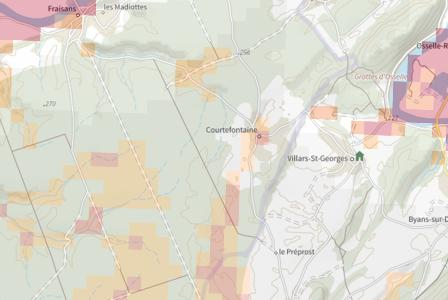 Fraisans
les Madiottes
256
Osselle-R
Grottes d'Osselle
270
Courtefontaine
Villars-St-Georges
Byans-sur-D
le Préprost